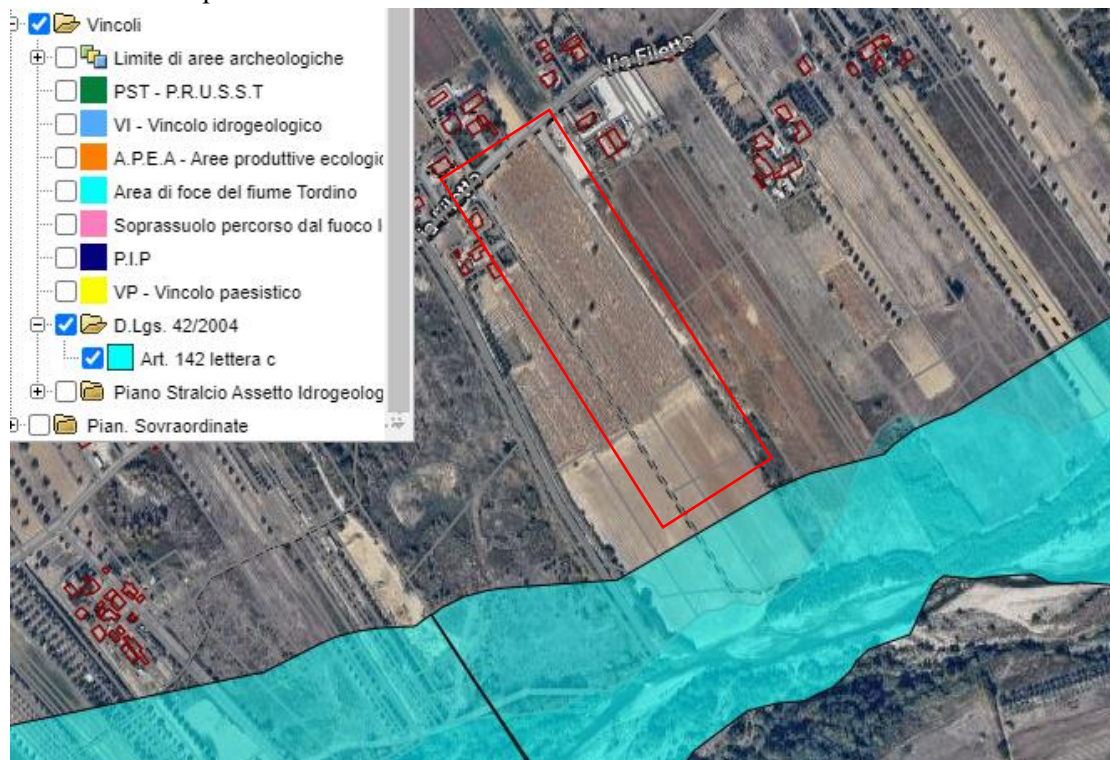 Vincoli
Limite di aree archeologiche
PST - P.R.U.S.S.T
VI - Vincolo idrogeologico
A.P.E.A - Aree produttive ecologic
Area di foce del fiume Tordino
Soprassuolo percorso dal fuoco l
P.I.P
VP - Vincolo paesistico
D.Lgs. 42/2004
Art. 142 lettera c
Piano Stralcio Assetto Idrogeolog
Pian. Sovraordinate
Via Filetto